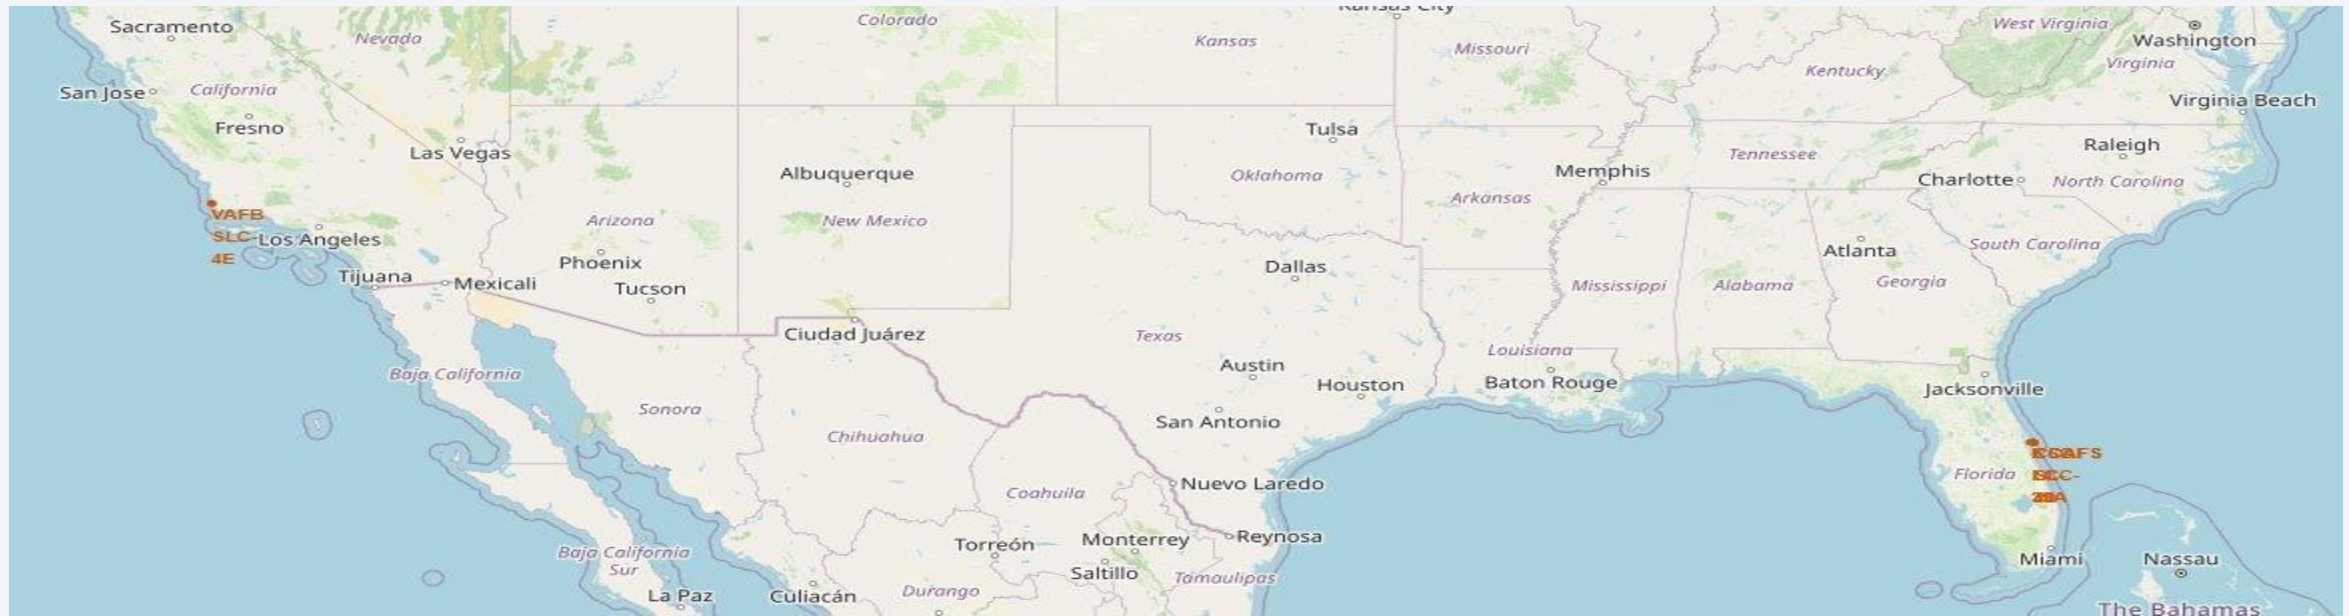 Kansas City
Sacramento
Nevada
Colorado
Kansas
Missouri
West Virginia
Washington
Kentucky
Virginia
San Jose
California
Virginia Beach
Fresno
Las Vegas
Tulsa
Raleigh
Albuquerque
Oklahoma
Memphis
Tennessee
Charlotte
North Carolina
Arkansas
VAFB
SLC-
4E
Los Angeles
Arizona
New Mexico
Atlanta
South Carolina
Phoenix
Dallas
Tijuana
Mexicali
Tucson
Mississippi
Alabama
Georgia
Ciudad Juárez
Texas
Louisiana
Baja California
Austin
Houston
Baton Rouge
Jacksonville
Sonora
San Antonio
Chihuahua
Florida
Nuevo Laredo
Coahuila
Reynosa
Torreón
Monterrey
Baja California
Sur
Saltillo
Tamaulipas
Miami
Nassau
La Paz
Culiacán
Durango
The Bahamas